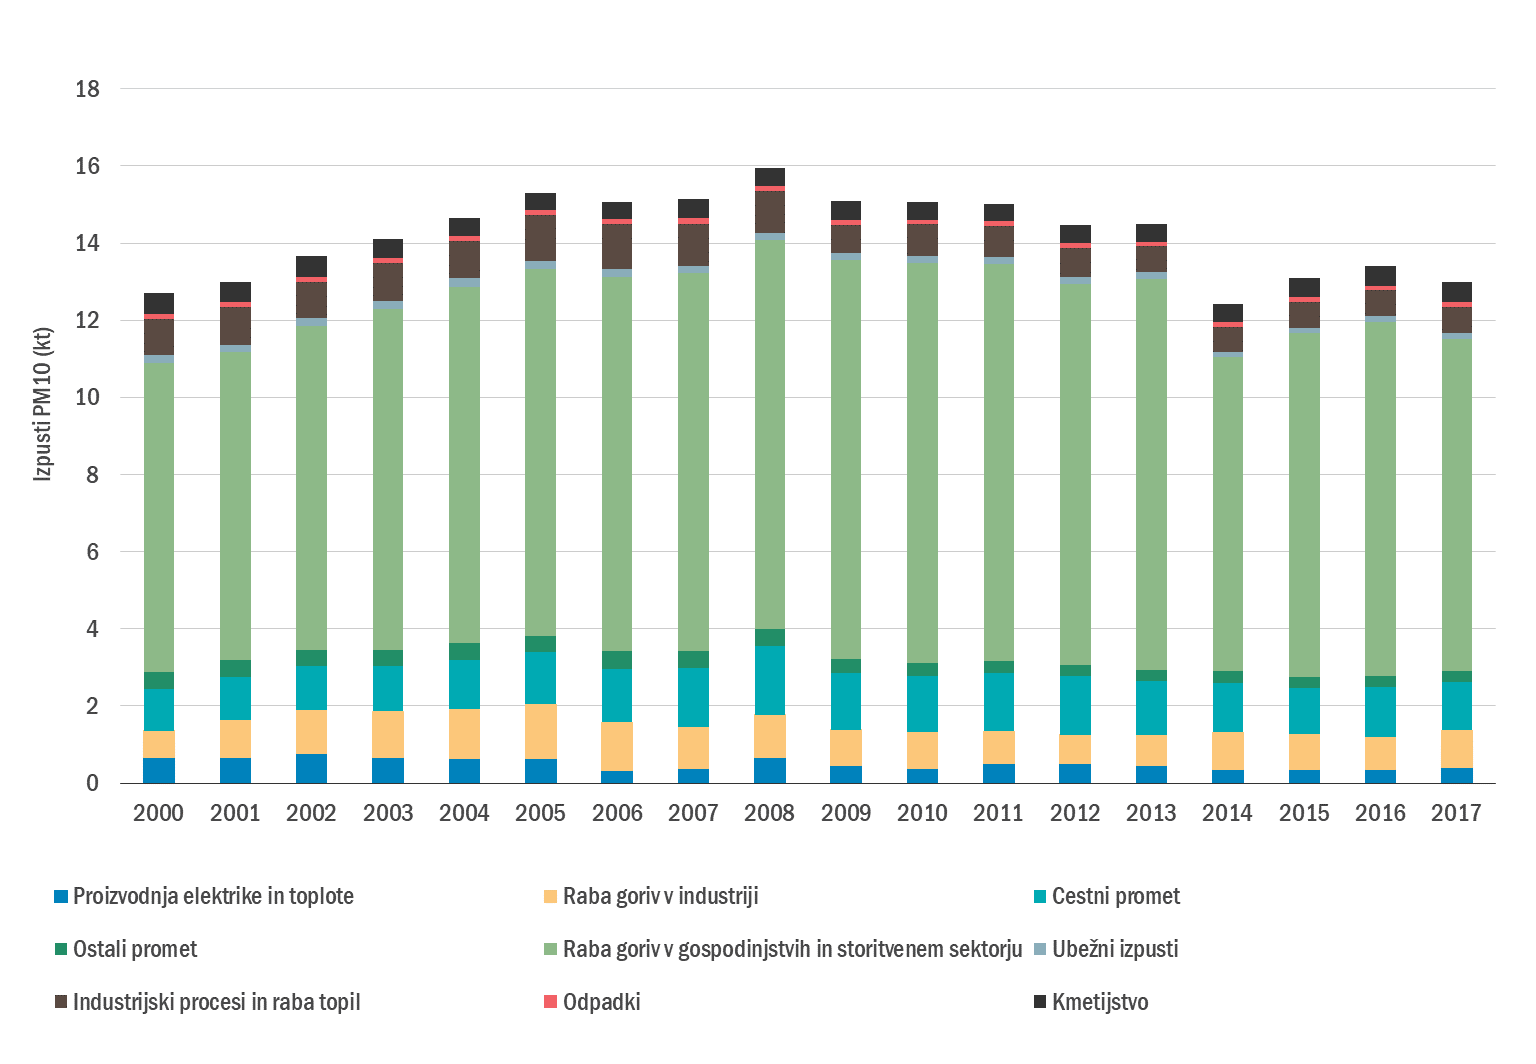 18
16
14
12
10
8
6
4
2
0
Izpusti PM10 (kt)
2000 2001 2002 2003 2004 2005 2006 2007 2008 2009 2010 2011 2012 2013 2014 2015 2016 2017
Proizvodnja elektrike in toplote Raba goriv v industriji Cestni promet
Ostali promet Raba goriv v gospodinjstvih in storitvenem sektorju Ubežni izpusti
Industrijski procesi in raba topil Odpadki Kmetijstvo